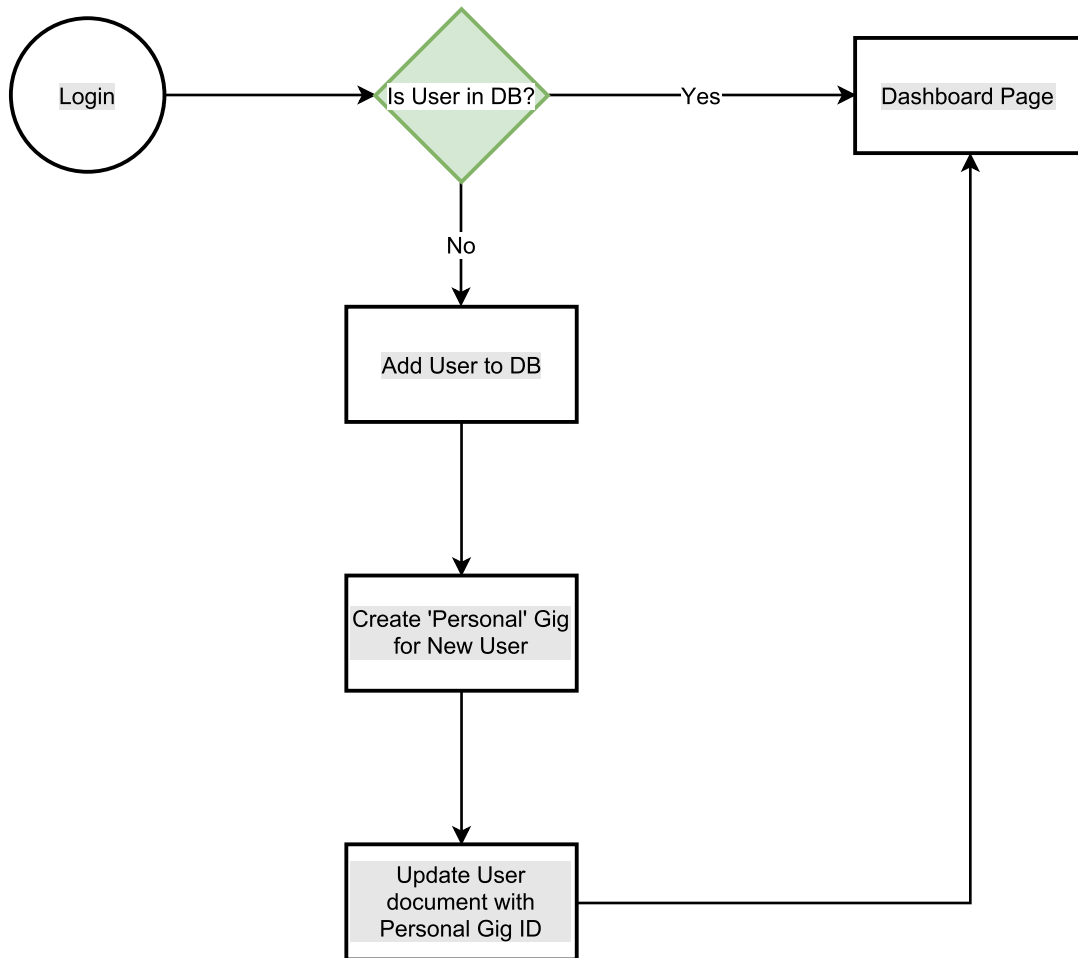 Login
Is User in DB?
Yes
Dashboard Page
No
Add User to DB
Create 'Personal' Gig
for New User
Update User
document with
Personal Gig ID